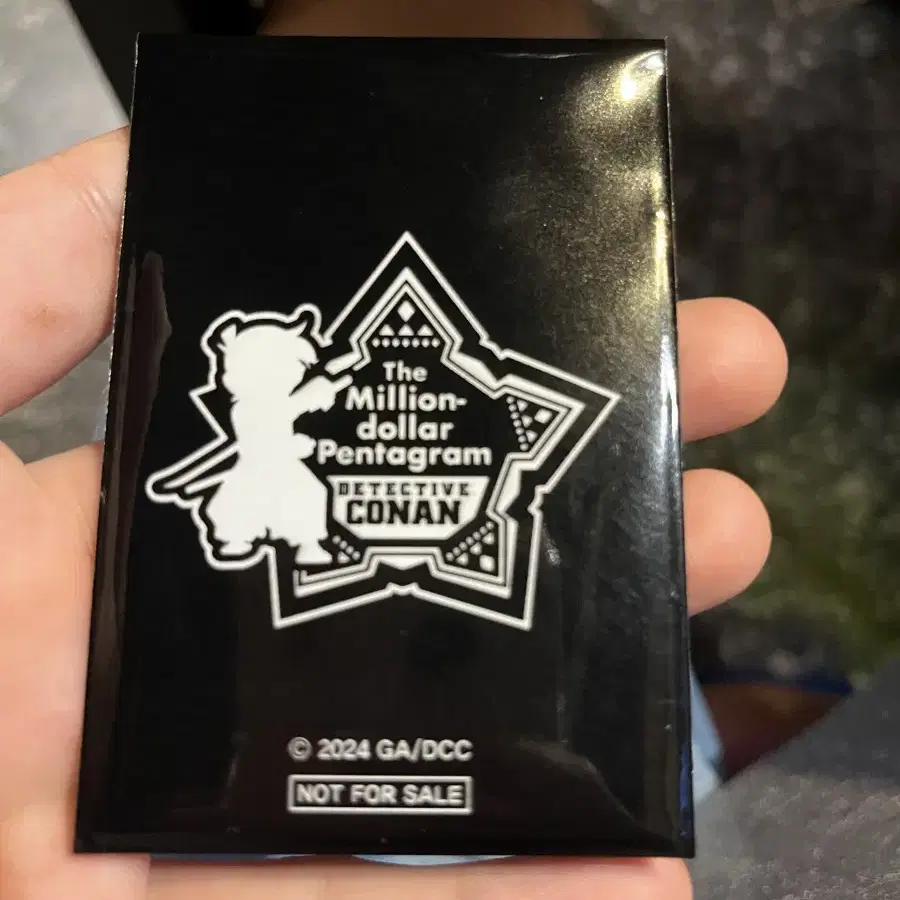 The
Million-
dollar
Pentagram
DETECTIVE
CONAN
© 2024 GA/DCC
NOT FOR SALE